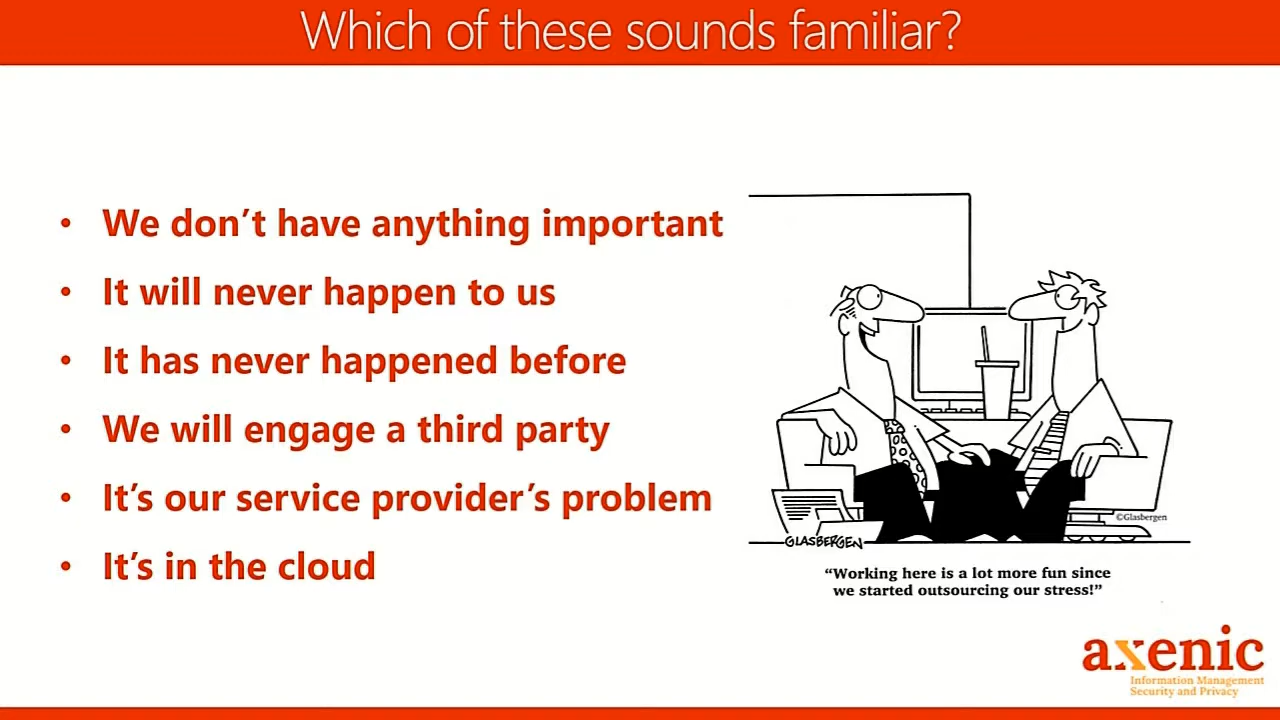 Which of these sounds familiar?
• We don't have anything important
• It will never happen to us
• It has never happened before
• We will engage a third party
• It's our service provider's problem
• It's in the cloud
©Glasbergen
GLASBERGEN
“Working here is a lot more fun since
we started outsourcing our stress!”
axenic
Information Management
Security and Privacy